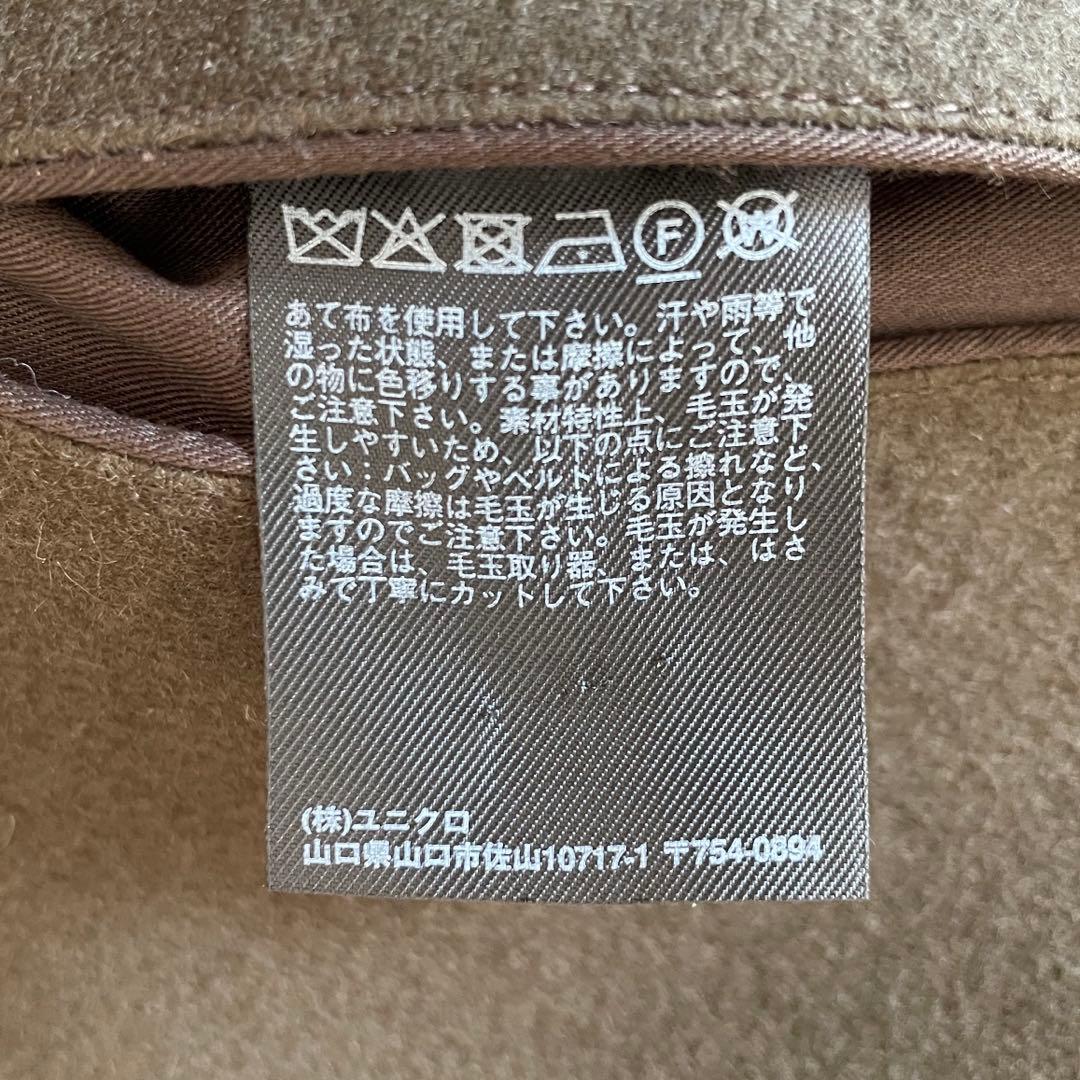 F W
あて布を使用して下さい。汗や雨等で
湿った状態、または摩擦によって、他
の物に色移りする事がありますので、
ご注意下さい。素材特性上、毛玉が発
生しやすいため、以下の点にご注意下
さい：バッグやベルトによる擦れなど、
過度な摩擦は毛玉が生じる原因となり
ますのでご注意下さい。毛玉が発生し
た場合は、毛玉取り器、または、はさ
みで丁寧にカットして下さい。
(株)ユニクロ
山口県山口市佐山10717-1 〒754-0894